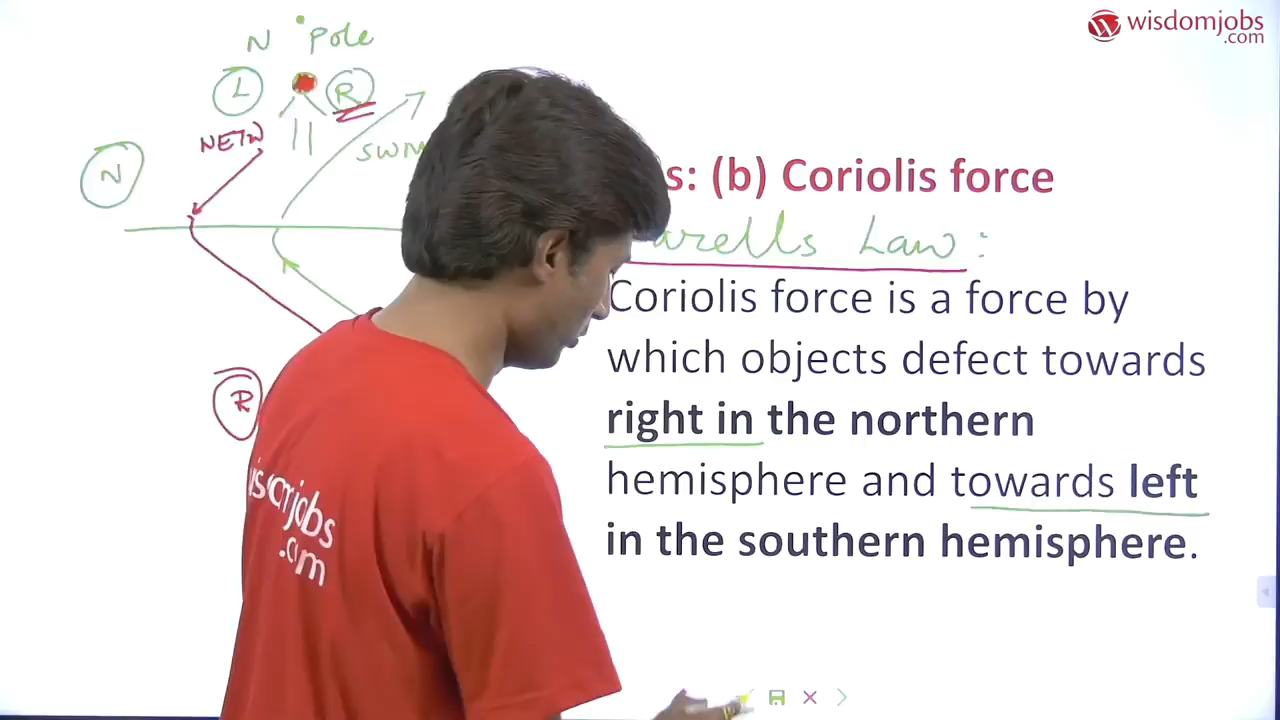 wisdomjobs
.com
N Pole
L
R
NETW
N
s: (b) Coriolis force
Law:
Coriolis force is a force by
which objects defect towards
right in the northern
hemisphere and towards left
in the southern hemisphere.
R
wisdomjobs
.com